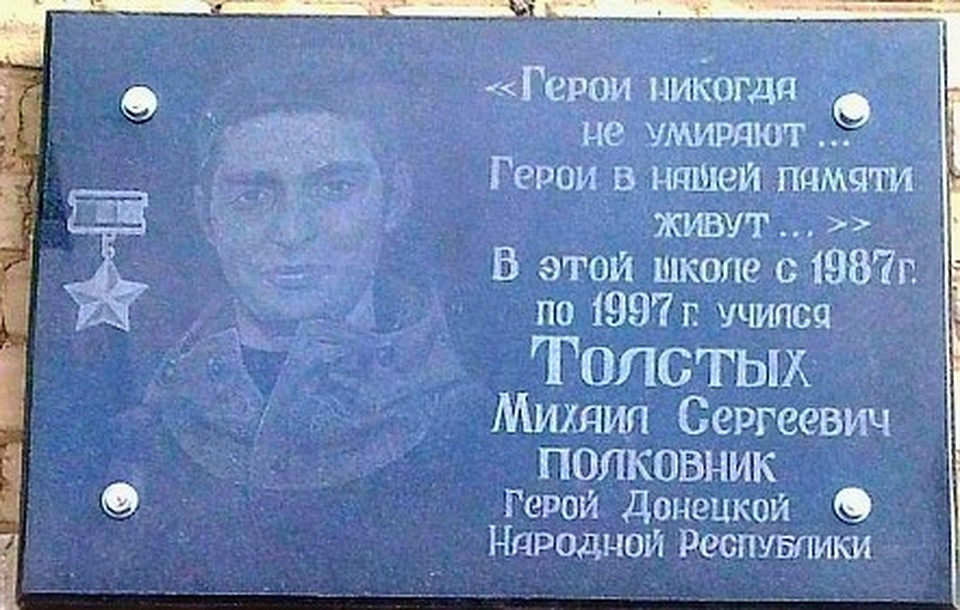 «Герои никогда
не умирают...
Герои в нашей памяти
живут... >>
В этой школе с 1987г.
по 1997г. учился
Толстых
Михаил Сергеевич
полковник
Герой Донецкой
Народной Республики